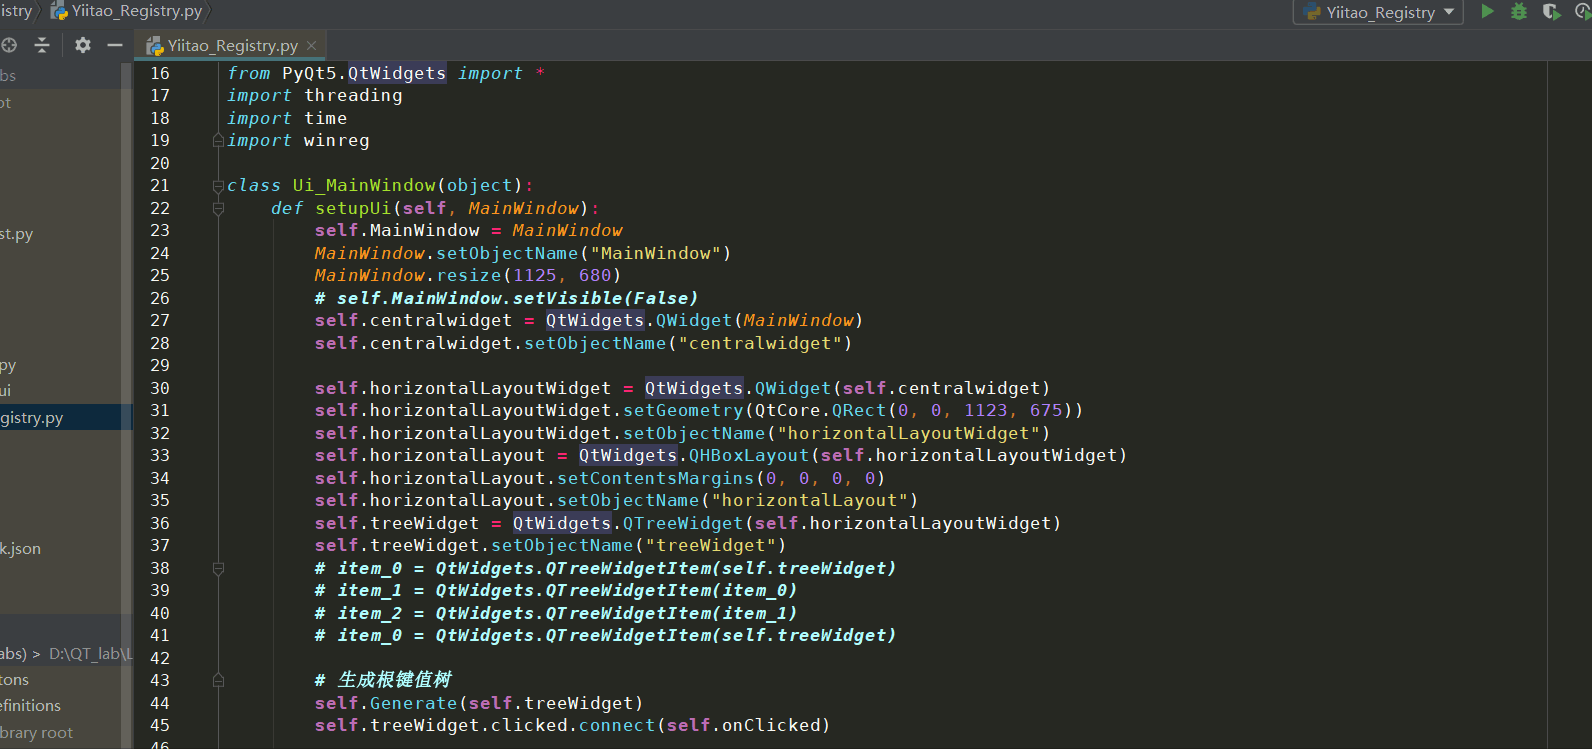 istry
Yiitao_Registry.py
Yiitao_Registry
Yiitao_Registry.py
bs
ot
st.py
py
ui
gistry.py
k.json
abs) > D:\QT_lab\L
tons
efinitions
brary root
16 from PyQt5.QtWidgets import *
17 import threading
18 import time
19 import winreg
20
21 class Ui_MainWindow(object):
22 def setupUi(self, MainWindow):
23 self.MainWindow = MainWindow
24 MainWindow.setObjectName("MainWindow")
25 MainWindow.resize(1125, 680)
26 # self.MainWindow.setVisible(False)
27 self.centralwidget = QtWidgets.QWidget(MainWindow)
28 self.centralwidget.setObjectName("centralwidget")
29
30 self.horizontalLayoutWidget = QtWidgets.QWidget(self.centralwidget)
31 self.horizontalLayoutWidget.setGeometry(QtCore.QRect(0, 0, 1123, 675))
32 self.horizontalLayoutWidget.setObjectName("horizontalLayoutWidget")
33 self.horizontalLayout = QtWidgets.QHBoxLayout(self.horizontalLayoutWidget)
34 self.horizontalLayout.setContentsMargins(0, 0, 0, 0)
35 self.horizontalLayout.setObjectName("horizontalLayout")
36 self.treeWidget = QtWidgets.QTreeWidget(self.horizontalLayoutWidget)
37 self.treeWidget.setObjectName("treeWidget")
38 # item_0 = QtWidgets.QTreeWidgetItem(self.treeWidget)
39 # item_1 = QtWidgets.QTreeWidgetItem(item_0)
40 # item_2 = QtWidgets.QTreeWidgetItem(item_1)
41 # item_0 = QtWidgets.QTreeWidgetItem(self.treeWidget)
42
43 # 生成根键值树
44 self.Generate(self.treeWidget)
45 self.treeWidget.clicked.connect(self.onClicked)
46